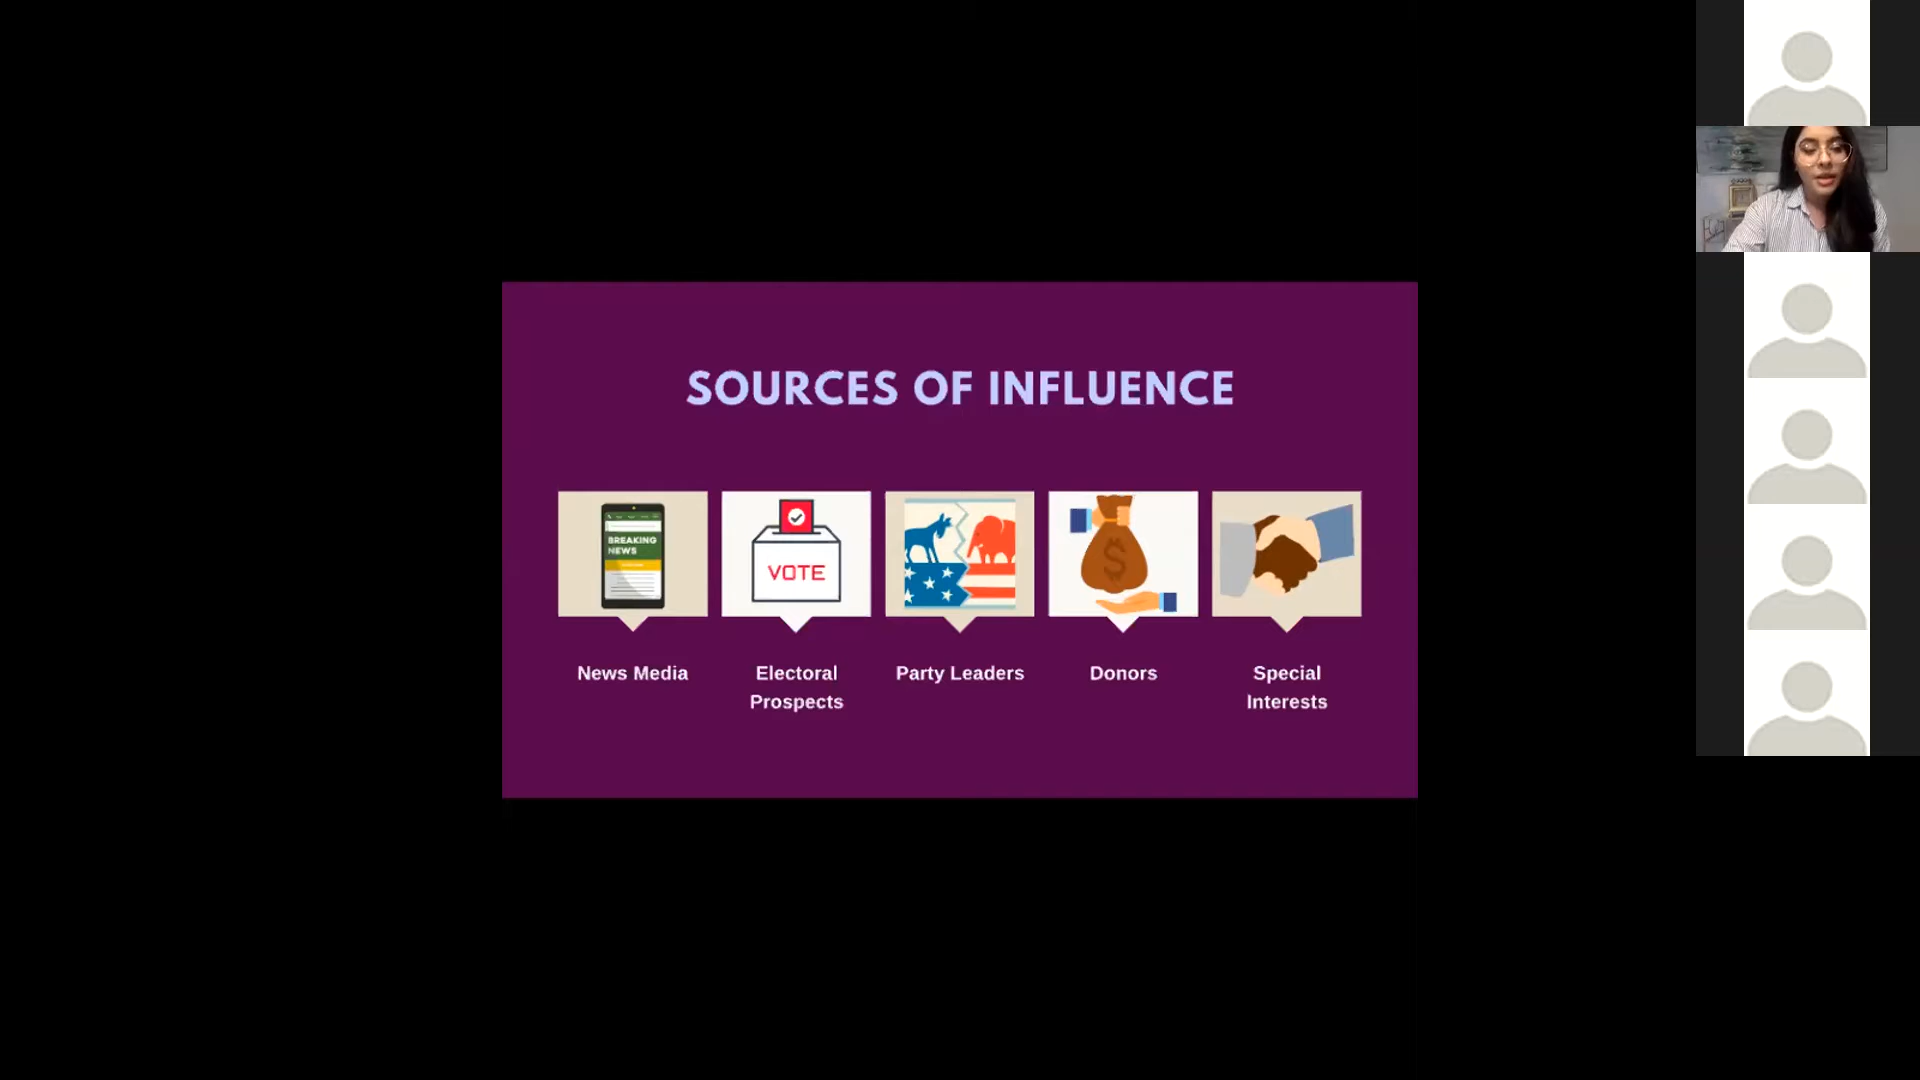 SOURCES OF INFLUENCE
BREAKING
NEWS
VOTE
$
News Media
Electoral
Prospects
Party Leaders
Donors
Special
Interests